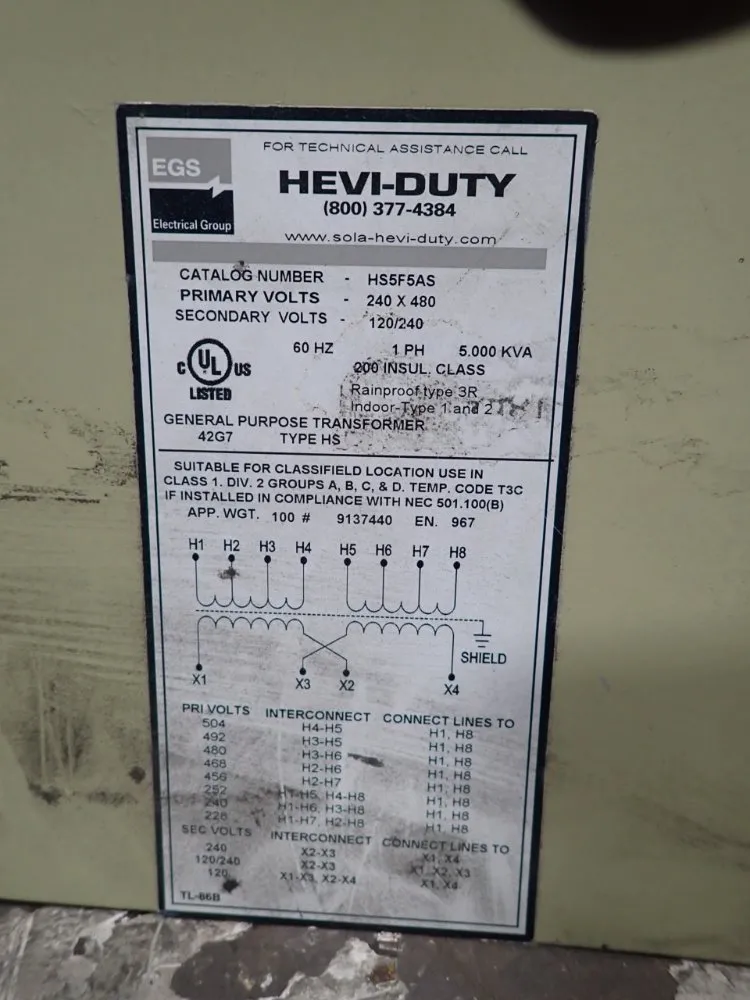 FOR TECHNICAL ASSISTANCE CALL
EGS
Electrical Group
HEVI-DUTY
(800) 377-4384
www.sola-hevi-duty.com
CATALOG NUMBER - HS5F5AS
PRIMARY VOLTS - 240 X 480
SECONDARY VOLTS - 120/240
60 HZ 1 PH 5.000 KVA
200 INSUL. CLASS
C UL US
LISTED
Rainproof type 3R
Indoor-Type 1 and 2
GENERAL PURPOSE TRANSFORMER
42G7 TYPE HS
SUITABLE FOR CLASSIFIELD LOCATION USE IN
CLASS 1. DIV. 2 GROUPS A, B, C, & D. TEMP. CODE T3C
IF INSTALLED IN COMPLIANCE WITH NEC 501.100(B)
APP. WGT. 100 # 9137440 EN. 967
H1 H2 H3 H4 H5 H6 H7 H8
SHIELD
X1 X3 X2 X4
PRI VOLTS INTERCONNECT CONNECT LINES TO
504 H4-H5 H1, H8
492 H3-H5 H1, H8
480 H3-H6 H1, H8
468 H2-H6 H1, H8
456 H2-H7 H1, H8
252 H1-H5, H4-H8 H1, H8
240 H1-H6, H3-H8 H1, H8
228 H1-H7, H2-H8 H1, H8
SEC VOLTS INTERCONNECT CONNECT LINES TO
240 X2-X3 X1, X4
120/240 X2-X3 X1, X2, X3
120 X1-X3, X2-X4 X1, X4
TL-86B